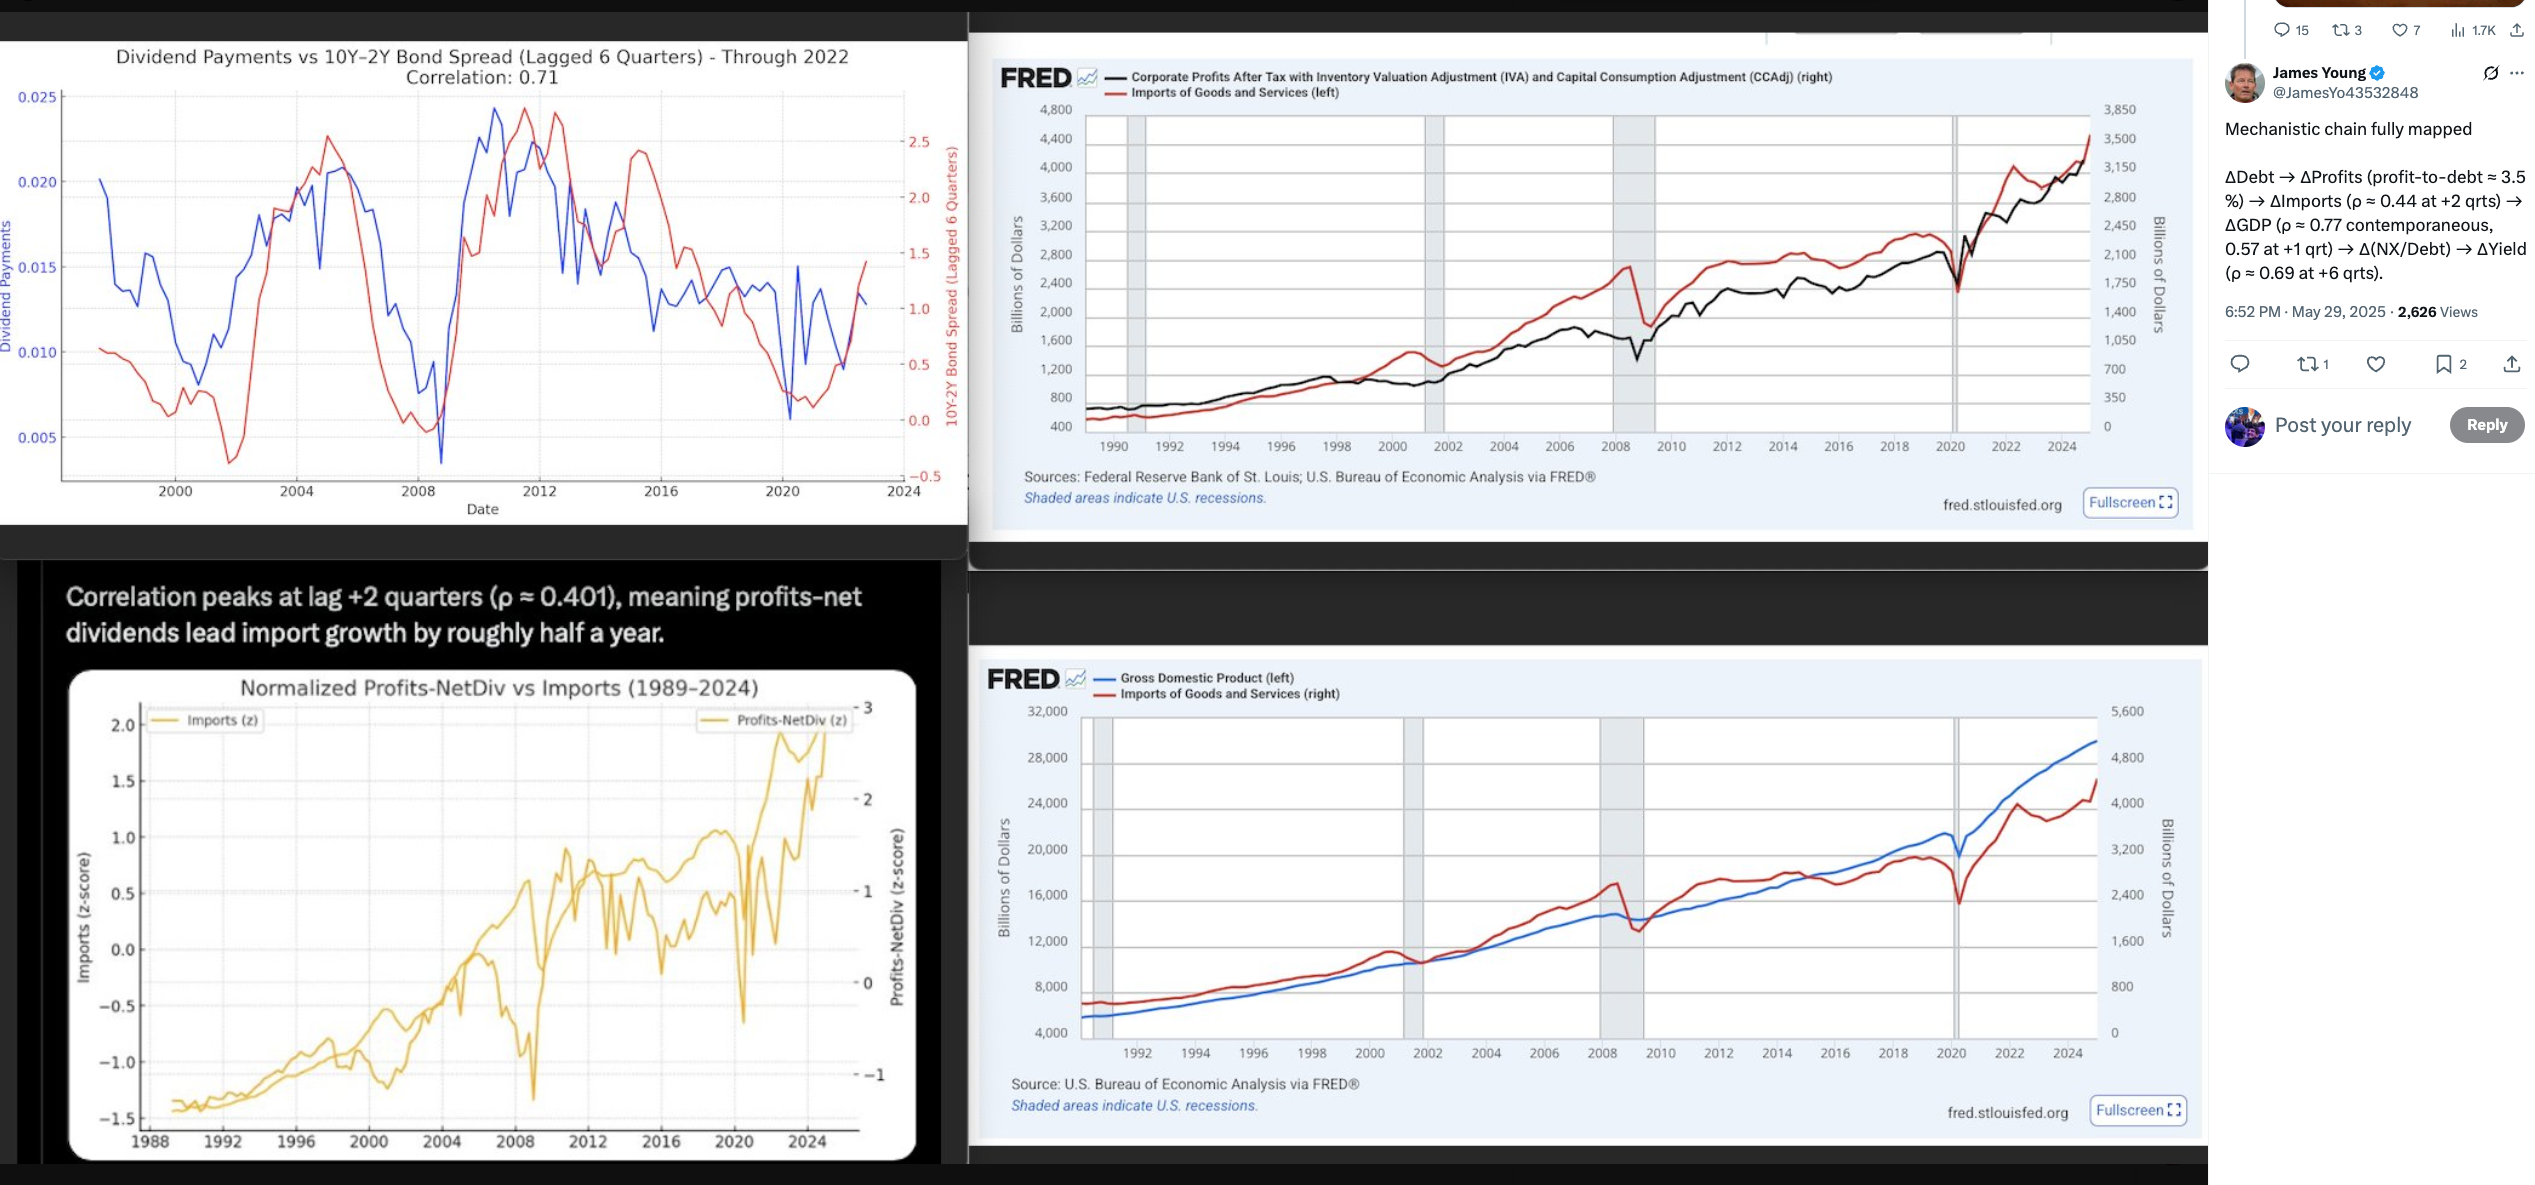 Dividend Payments vs 10Y–2Y Bond Spread (Lagged 6 Quarters) - Through 2022
Correlation: 0.71
0.025
0.020
0.015
0.010
0.005
Dividend Payments
2.5
2.0
1.5
1.0
0.5
0.0
−0.5
10Y-2Y Bond Spread (Lagged 6 Quarters)
2000
2004
2008
2012
2016
2020
2024
Date
FRED
Corporate Profits After Tax with Inventory Valuation Adjustment (IVA) and Capital Consumption Adjustment (CCAdj) (right)
Imports of Goods and Services (left)
4,800
4,400
4,000
3,600
3,200
2,800
2,400
2,000
1,600
1,200
800
400
Billions of Dollars
3,850
3,500
3,150
2,800
2,450
2,100
1,750
1,400
1,050
700
350
0
Billions of Dollars
1990
1992
1994
1996
1998
2000
2002
2004
2006
2008
2010
2012
2014
2016
2018
2020
2022
2024
Sources: Federal Reserve Bank of St. Louis; U.S. Bureau of Economic Analysis via FRED®
Shaded areas indicate U.S. recessions.
fred.stlouisfed.org
Fullscreen
Correlation peaks at lag +2 quarters (ρ ≈ 0.401), meaning profits-net
dividends lead import growth by roughly half a year.
Normalized Profits-NetDiv vs Imports (1989–2024)
Imports (z)
Profits-NetDiv (z)
2.0
1.5
1.0
0.5
0.0
−0.5
−1.0
−1.5
Imports (z-score)
3
2
1
0
−1
Profits-NetDiv (z-score)
1988
1992
1996
2000
2004
2008
2012
2016
2020
2024
FRED
Gross Domestic Product (left)
Imports of Goods and Services (right)
32,000
28,000
24,000
20,000
16,000
12,000
8,000
4,000
Billions of Dollars
5,600
4,800
4,000
3,200
2,400
1,600
800
0
Billions of Dollars
1992
1994
1996
1998
2000
2002
2004
2006
2008
2010
2012
2014
2016
2018
2020
2022
2024
Source: U.S. Bureau of Economic Analysis via FRED®
Shaded areas indicate U.S. recessions.
fred.stlouisfed.org
Fullscreen
15
3
7
1.7K
James Young
@JamesYo43532848
Mechanistic chain fully mapped
ΔDebt → ΔProfits (profit-to-debt ≈ 3.5
%) → ΔImports (ρ ≈ 0.44 at +2 qrts) →
ΔGDP (ρ ≈ 0.77 contemporaneous,
0.57 at +1 qrt) → Δ(NX/Debt) → ΔYield
(ρ ≈ 0.69 at +6 qrts).
6:52 PM · May 29, 2025 · 2,626 Views
1
2
Post your reply
Reply